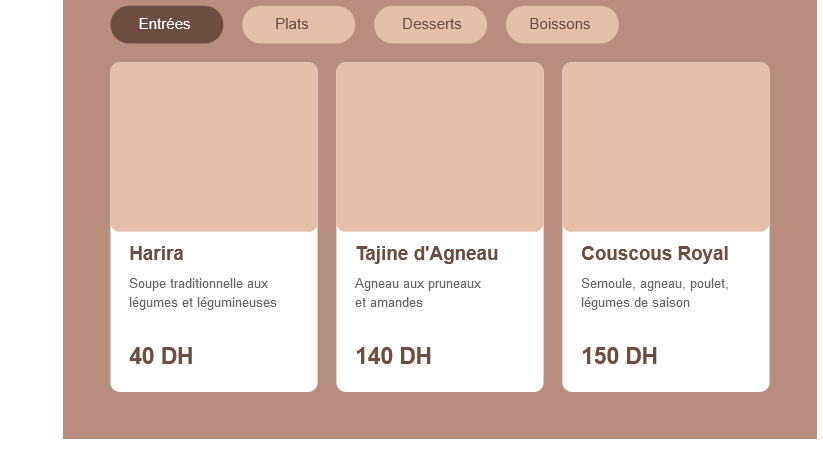 Entrées Plats Desserts Boissons
Harira
Soupe traditionnelle aux
légumes et légumineuses
40 DH
Tajine d'Agneau
Agneau aux pruneaux
et amandes
140 DH
Couscous Royal
Semoule, agneau, poulet,
légumes de saison
150 DH